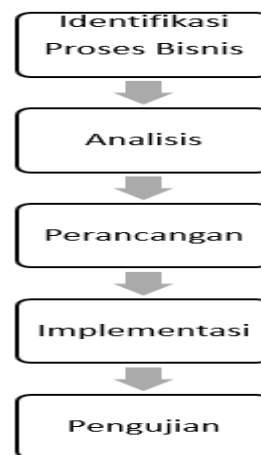 Identifikasi
Proses Bisnis
Analisis
Perancangan
Implementasi
Pengujian